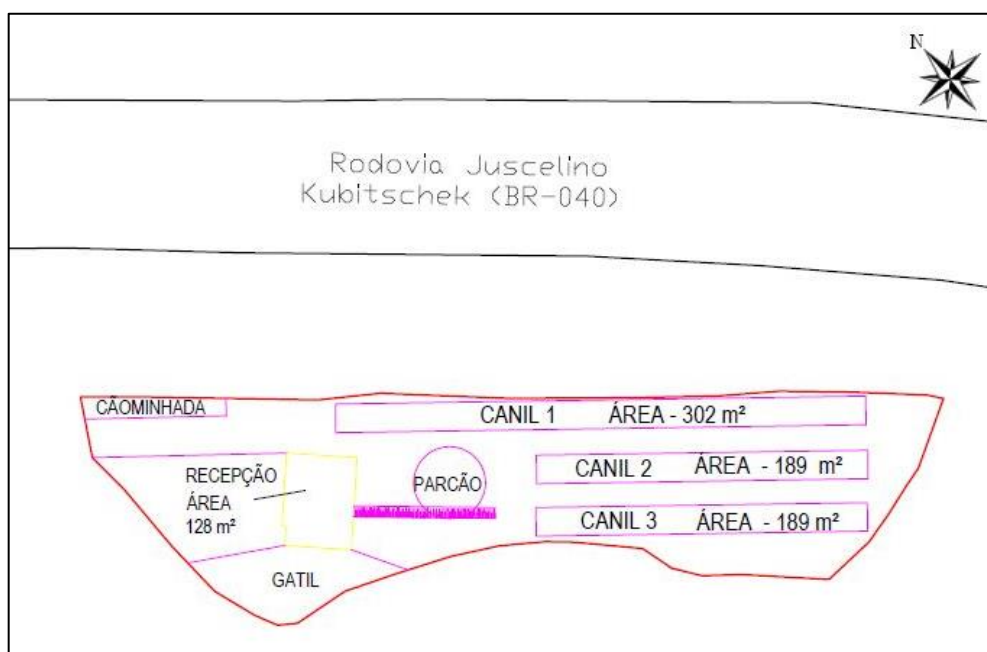 N
Rodovia Juscelino
Kubitschek (BR-040)
CÃOMINHADA
CANIL 1 ÁREA - 302 m²
RECEPÇÃO
ÁREA
128 m²
PARCÃO
CANIL 2 ÁREA - 189 m²
CANIL 3 ÁREA - 189 m²
GATIL